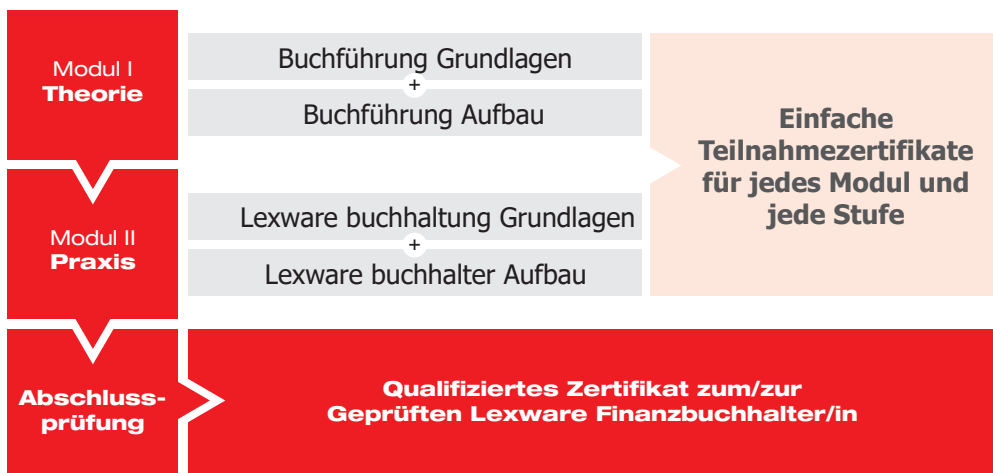 Modul I
Theorie
Buchführung Grundlagen
+
Buchführung Aufbau
Einfache
Teilnahmezertifikate
für jedes Modul und
jede Stufe
Modul II
Praxis
Lexware buchhaltung Grundlagen
+
Lexware buchhalter Aufbau
Abschluss-
prüfung
Qualifiziertes Zertifikat zum/zur
Geprüften Lexware Finanzbuchhalter/in